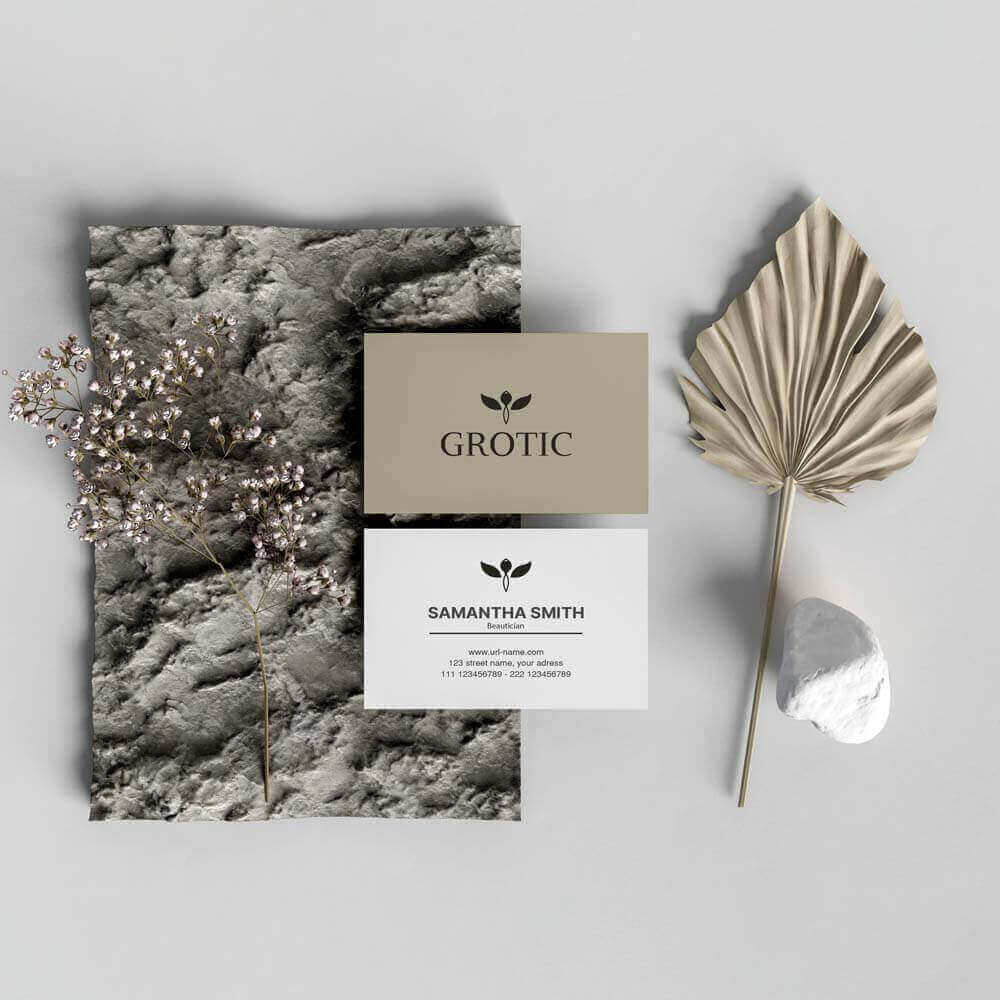 GROTIC
SAMANTHA SMITH
Beautician
www.url-name.com
123 street name, your adress
111 123456789 - 222 123456789